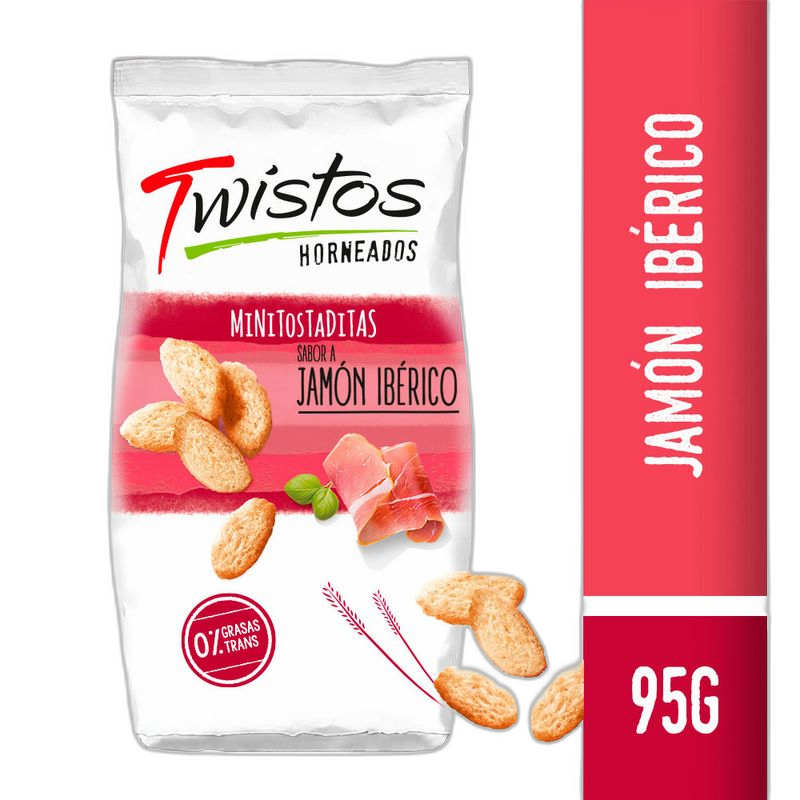 Twistos
HORNEADOS
MiNiTosTaDiTAS
SABOR A
JAMÓN IBÉRICO
0% GRASAS
TRANS
JAMÓN IBÉRICO
95G